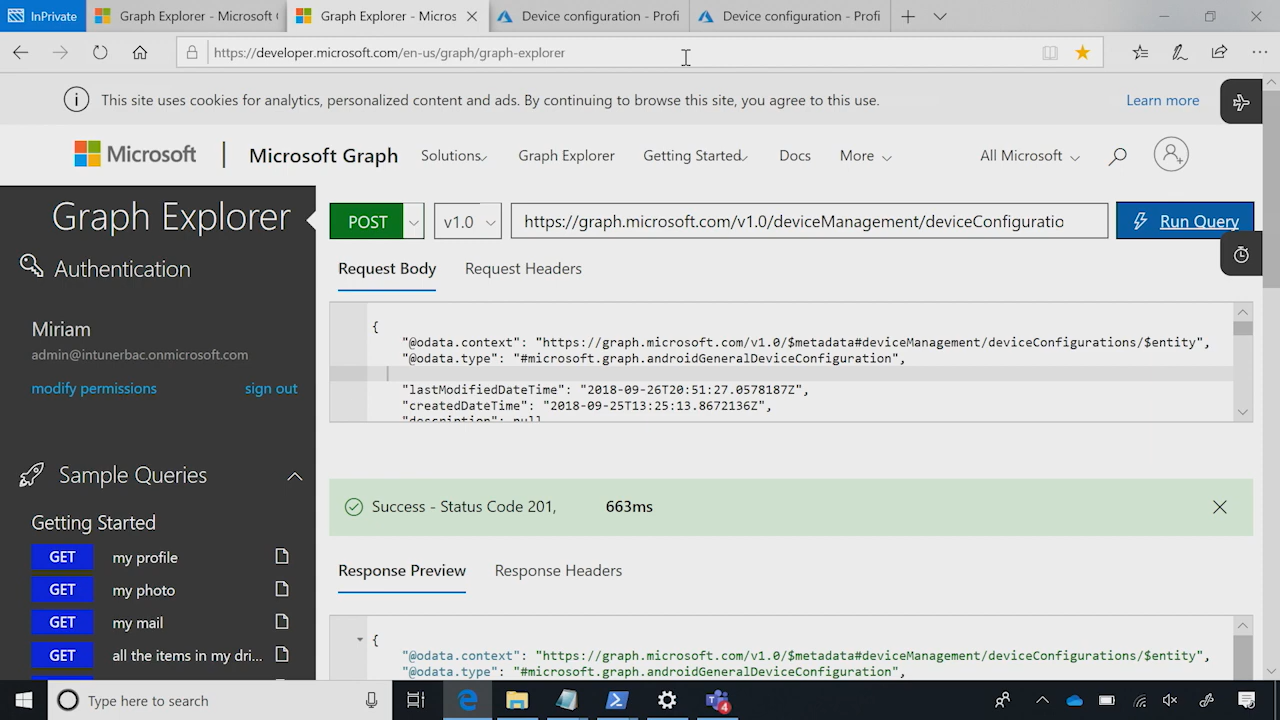 InPrivate
Graph Explorer - Microsoft
Graph Explorer - Micros
Device configuration - Profi
Device configuration - Profi
https://developer.microsoft.com/en-us/graph/graph-explorer
This site uses cookies for analytics, personalized content and ads. By continuing to browse this site, you agree to this use.
Learn more
Microsoft
Microsoft Graph
Solutions
Graph Explorer
Getting Started
Docs
More
All Microsoft
Graph Explorer
POST
v1.0
https://graph.microsoft.com/v1.0/deviceManagement/deviceConfiguratio
Run Query
Authentication
Request Body
Request Headers
Miriam
admin@intunerbac.onmicrosoft.com
modify permissions
sign out
{
"@odata.context": "https://graph.microsoft.com/v1.0/$metadata#deviceManagement/deviceConfigurations/$entity",
"@odata.type": "#microsoft.graph.androidGeneralDeviceConfiguration",
"lastModifiedDateTime": "2018-09-26T20:51:27.0578187Z",
"createdDateTime": "2018-09-25T13:25:13.8672136Z",
"description": null,
Sample Queries
Success - Status Code 201,
663ms
Getting Started
GET
my profile
GET
my photo
GET
my mail
GET
all the items in my dri...
Response Preview
Response Headers
{
"@odata.context": "https://graph.microsoft.com/v1.0/$metadata#deviceManagement/deviceConfigurations/$entity",
"@odata.type": "#microsoft.graph.androidGeneralDeviceConfiguration",
Type here to search
4